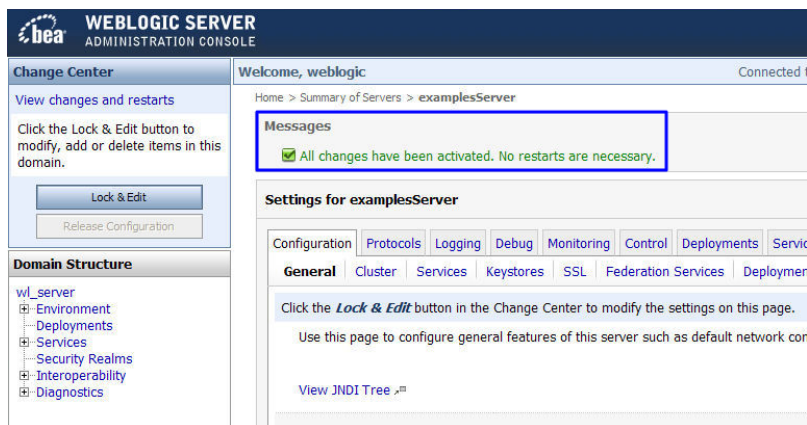 bea WEBLOGIC SERVER
ADMINISTRATION CONSOLE
Change Center
View changes and restarts
Click the Lock & Edit button to
modify, add or delete items in this
domain.
Lock & Edit
Release Configuration
Domain Structure
wl_server
Environment
Deployments
Services
Security Realms
Interoperability
Diagnostics
Welcome, weblogic Connected t
Home > Summary of Servers > examplesServer
Messages
All changes have been activated. No restarts are necessary.
Settings for examplesServer
Configuration Protocols Logging Debug Monitoring Control Deployments Servic
General Cluster Services Keystores SSL Federation Services Deploymen
Click the Lock & Edit button in the Change Center to modify the settings on this page.
Use this page to configure general features of this server such as default network con
View JNDI Tree